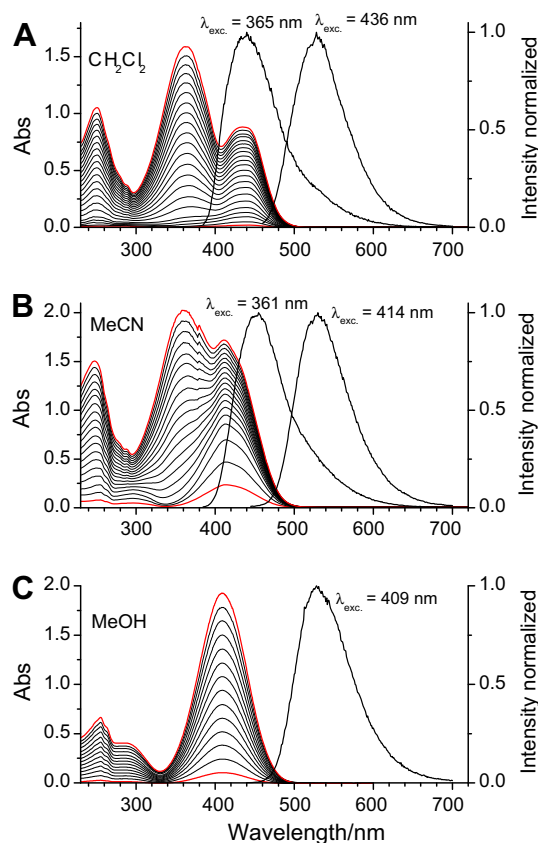 A
λexc. = 365 nm
λexc. = 436 nm
CH2Cl2
Abs
Intensity normalized
1.5
1.0
0.5
0.0
1.0
0.5
0.0
300 400 500 600 700
B
λexc. = 361 nm
λexc. = 414 nm
MeCN
Abs
Intensity normalized
2.0
1.5
1.0
0.5
0.0
1.0
0.5
0.0
300 400 500 600 700
C
λexc. = 409 nm
MeOH
Abs
Intensity normalized
2.0
1.5
1.0
0.5
0.0
1.0
0.5
0.0
300 400 500 600 700
Wavelength/nm